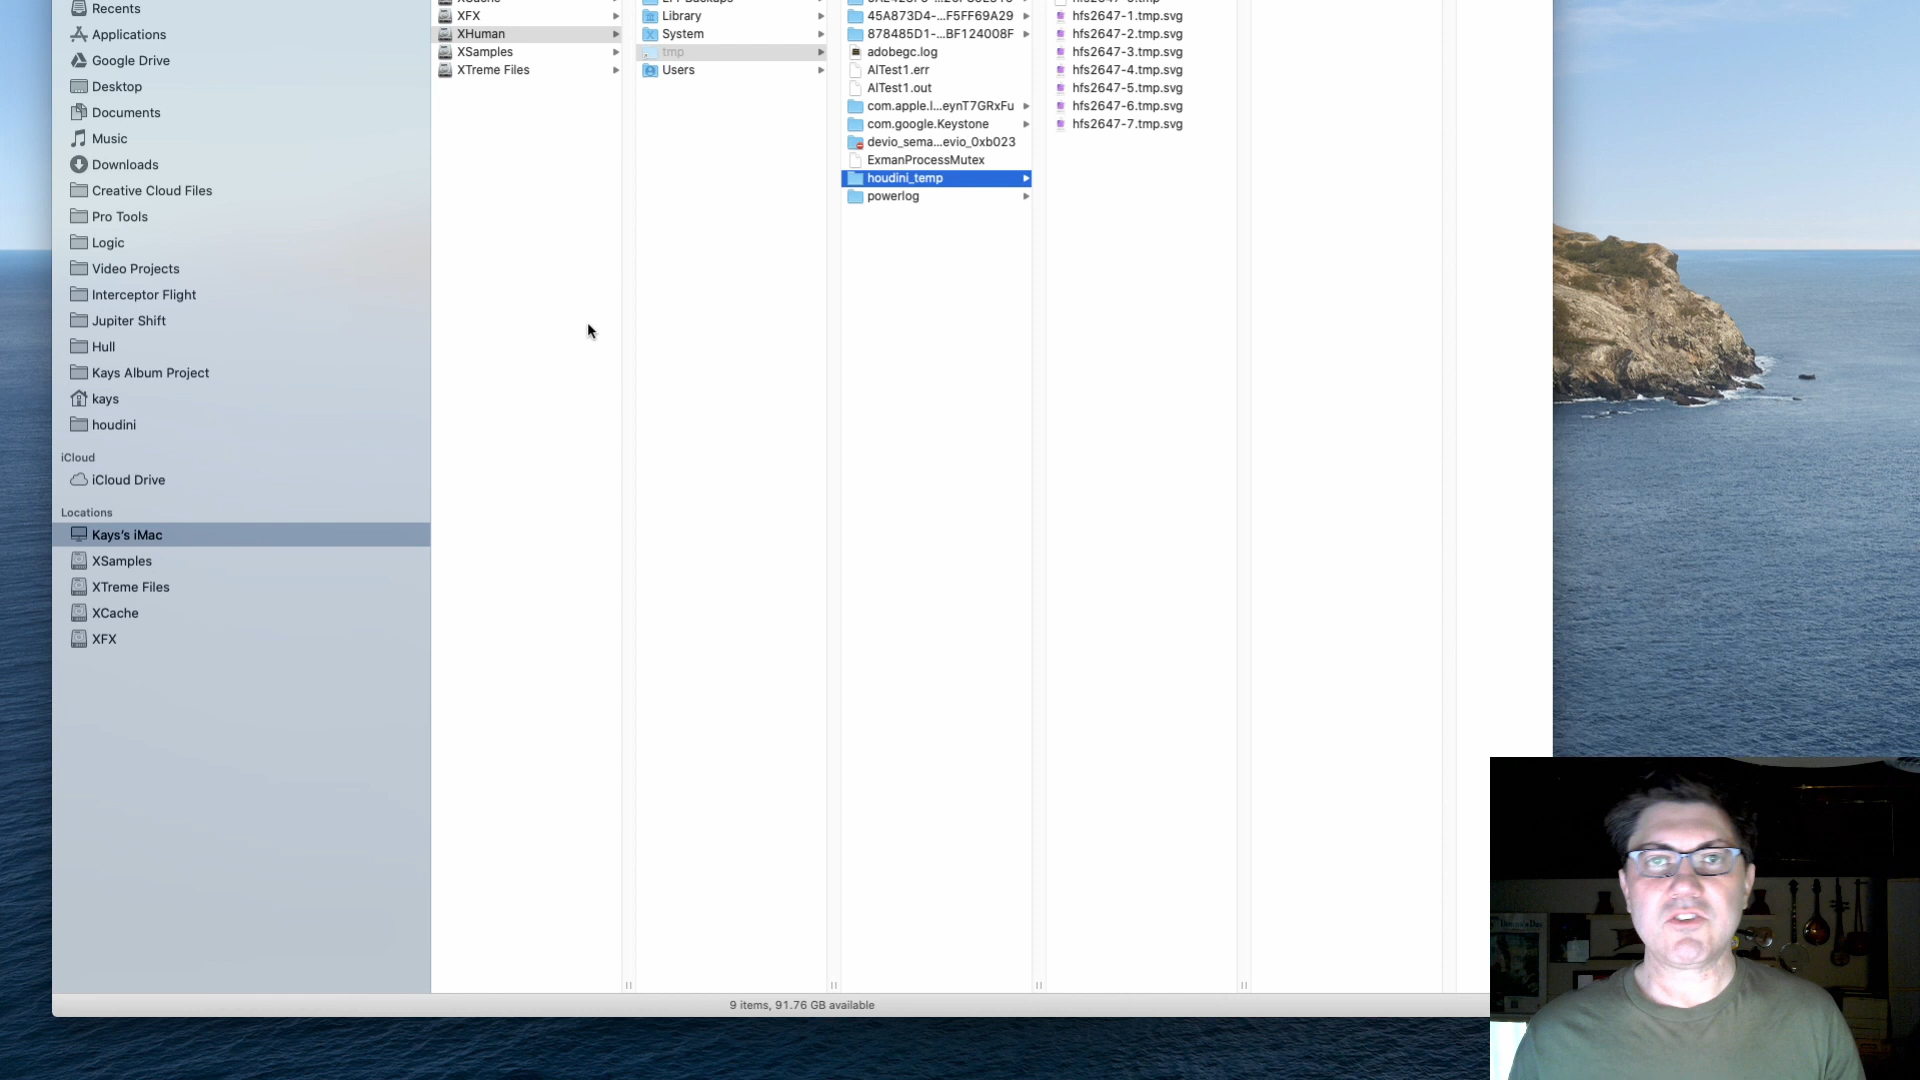 Recents
Applications
Google Drive
Desktop
Documents
Music
Downloads
Creative Cloud Files
Pro Tools
Logic
Video Projects
Interceptor Flight
Jupiter Shift
Hull
Kays Album Project
kays
houdini
iCloud
iCloud Drive
Locations
Kays's iMac
XSamples
XTreme Files
XCache
XFX
XFX
XHuman
XSamples
XTreme Files
Library
System
tmp
Users
45A873D4-...F5FF69A29
878485D1-...BF124008F
adobegc.log
AlTest1.err
AlTest1.out
com.apple.l...eynT7GRxFu
com.google.Keystone
devio_sema...evio_0xb023
ExmanProcessMutex
houdini_temp
powerlog
hfs2647-1.tmp.svg
hfs2647-2.tmp.svg
hfs2647-3.tmp.svg
hfs2647-4.tmp.svg
hfs2647-5.tmp.svg
hfs2647-6.tmp.svg
hfs2647-7.tmp.svg
9 items, 91.76 GB available